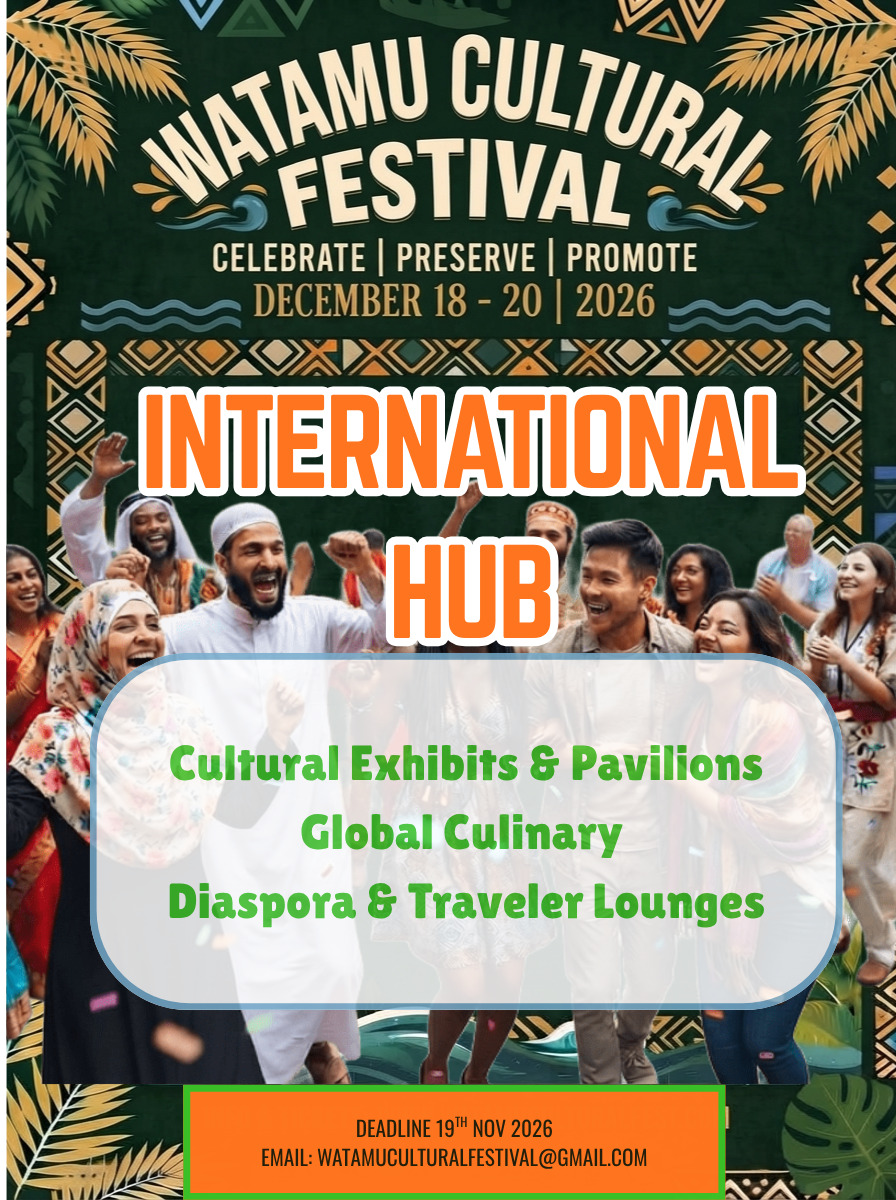 WATAMU CULTURAL
FESTIVAL
CELEBRATE | PRESERVE | PROMOTE
DECEMBER 18 - 20 | 2026
INTERNATIONAL
HUB
Cultural Exhibits & Pavilions
Global Culinary
Diaspora & Traveler Lounges
DEADLINE 19TH NOV 2026
EMAIL: WATAMUCULTURALFESTIVAL@GMAIL.COM